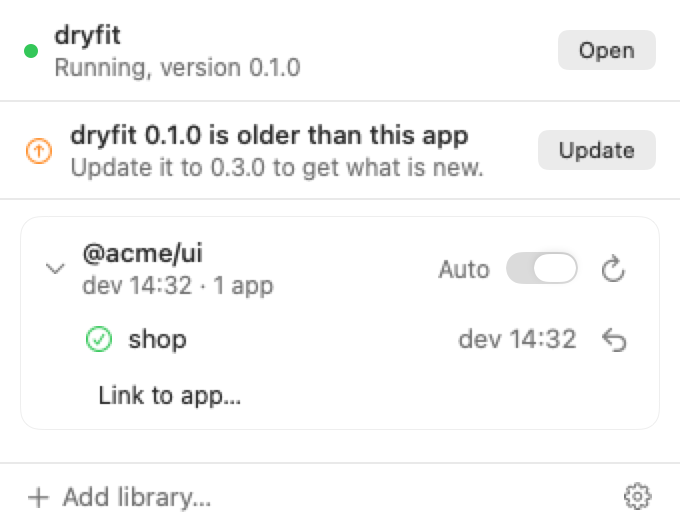 dryfit
Running, version 0.1.0
Open
dryfit 0.1.0 is older than this app
Update it to 0.3.0 to get what is new.
Update
@acme/ui
dev 14:32 · 1 app
Auto
shop
dev 14:32
Link to app...
Add library...